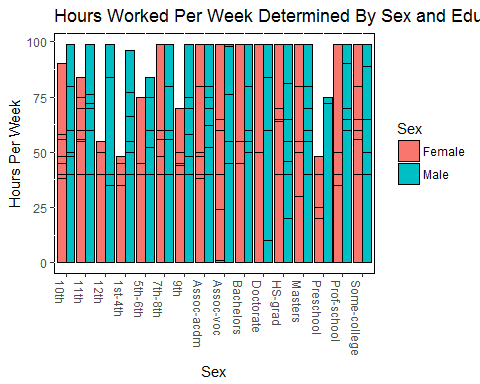 Hours Worked Per Week Determined By Sex and Edu
100
75
50
25
0
Hours Per Week
10th
11th
12th
1st-4th
5th-6th
7th-8th
9th
Assoc-acdm
Assoc-voc
Bachelors
Doctorate
HS-grad
Masters
Preschool
Prof-school
Some-college
Sex
Sex
Female
Male